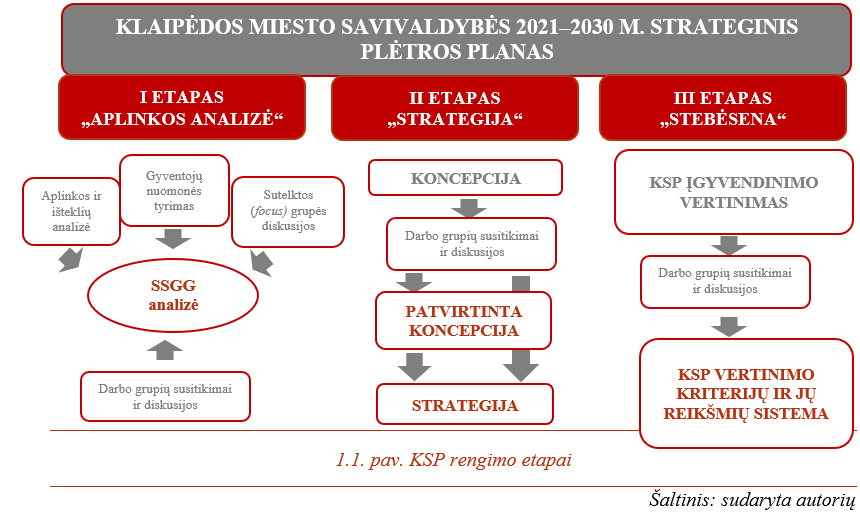 KLAIPĖDOS MIESTO SAVIVALDYBĖS 2021–2030 M. STRATEGINIS
PLĖTROS PLANAS
I ETAPAS
„APLINKOS ANALIZĖ“
Aplinkos ir
išteklių
analizė
Gyventojų
nuomonės
tyrimas
Sutelktos
(focus) grupės
diskusijos
SSGG
analizė
Darbo grupių susitikimai
ir diskusijos
II ETAPAS
„STRATEGIJA“
KONCEPCIJA
Darbo grupių susitikimai
ir diskusijos
PATVIRTINTA
KONCEPCIJA
STRATEGIJA
III ETAPAS
„STEBĖSENA“
KSP ĮGYVENDINIMO
VERTINIMAS
Darbo grupių susitikimai
ir diskusijos
KSP VERTINIMO
KRITERIJŲ IR JŲ
REIKŠMIŲ SISTEMA
1.1. pav. KSP rengimo etapai
Šaltinis: sudaryta autorių